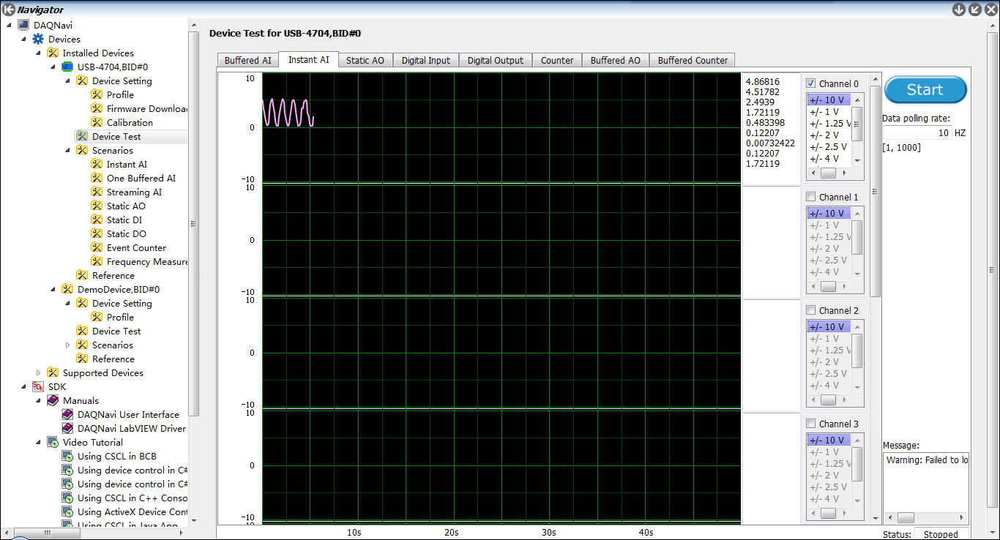 Navigator
DAQNavi
Devices
Installed Devices
USB-4704,BID#0
Device Setting
Profile
Firmware Downloa
Calibration
Device Test
Scenarios
Instant AI
One Buffered AI
Streaming AI
Static AO
Static DI
Static DO
Event Counter
Frequency Measure
Reference
DemoDevice,BID#0
Device Setting
Profile
Device Test
Scenarios
Reference
Supported Devices
SDK
Manuals
DAQNavi User Interface
DAQNavi LabVIEW Driver
Video Tutorial
Using CSCL in BCB
Using device control in C#
Using device control in C#
Using CSCL in C++ Conso
Using ActiveX Device Cont
Using CSCL in Java App
Device Test for USB-4704,BID#0
Buffered AI Instant AI Static AO Digital Input Digital Output Counter Buffered AO Buffered Counter
10
0
-10
10
0
-10
10
0
-10
10
0
-10
10s 20s 30s 40s
4.86816
4.51782
2.4939
1.72119
0.483398
0.12207
0.00732422
0.12207
1.72119
Channel 0
+/- 10 V
+/- 1 V
+/- 1.25 V
+/- 2 V
+/- 2.5 V
+/- 4 V
Channel 1
+/- 10 V
+/- 1 V
+/- 1.25 V
+/- 2 V
+/- 2.5 V
+/- 4 V
Channel 2
+/- 10 V
+/- 1 V
+/- 1.25 V
+/- 2 V
+/- 2.5 V
+/- 4 V
Channel 3
+/- 10 V
+/- 1 V
+/- 1.25 V
+/- 2 V
+/- 2.5 V
+/- 4 V
Start
Data polling rate:
10 HZ
[1, 1000]
Message:
Warning: Failed to lo
Status: Stopped